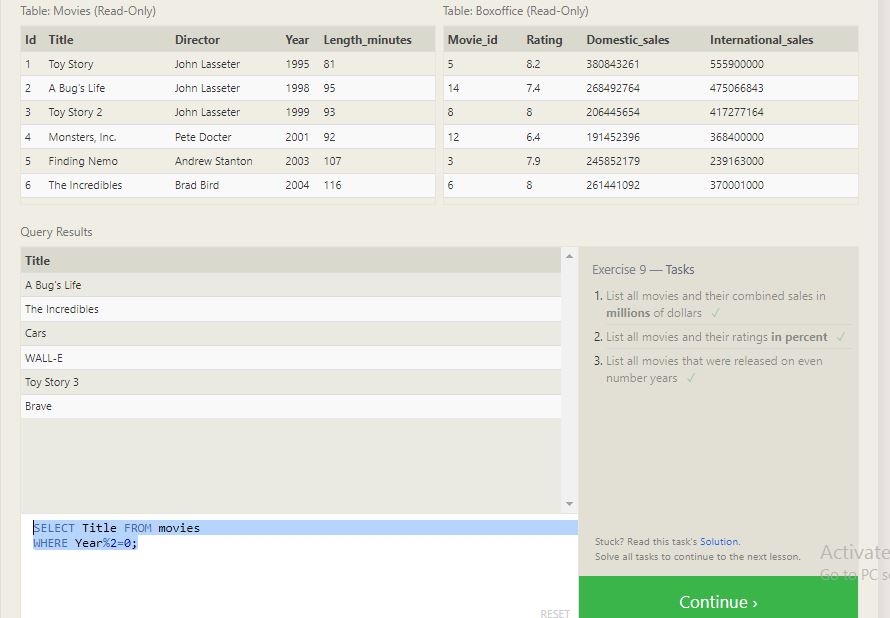 Table: Movies (Read-Only)
Table: Boxoffice (Read-Only)
Id Title Director Year Length_minutes
1 Toy Story John Lasseter 1995 81
2 A Bug's Life John Lasseter 1998 95
3 Toy Story 2 John Lasseter 1999 93
4 Monsters, Inc. Pete Docter 2001 92
5 Finding Nemo Andrew Stanton 2003 107
6 The Incredibles Brad Bird 2004 116
Movie_id Rating Domestic_sales International_sales
5 8.2 380843261 555900000
14 7.4 268492764 475066843
8 8 206445654 417277164
12 6.4 191452396 368400000
3 7.9 245852179 239163000
6 8 261441092 370001000
Query Results
Title
A Bug's Life
The Incredibles
Cars
WALL-E
Toy Story 3
Brave
SELECT Title FROM movies
WHERE Year%2=0;
RESET
Exercise 9 — Tasks
1. List all movies and their combined sales in
millions of dollars ✓
2. List all movies and their ratings in percent ✓
3. List all movies that were released on even
number years ✓
Stuck? Read this task's Solution.
Solve all tasks to continue to the next lesson.
Continue ›
Activate
Go to PC s